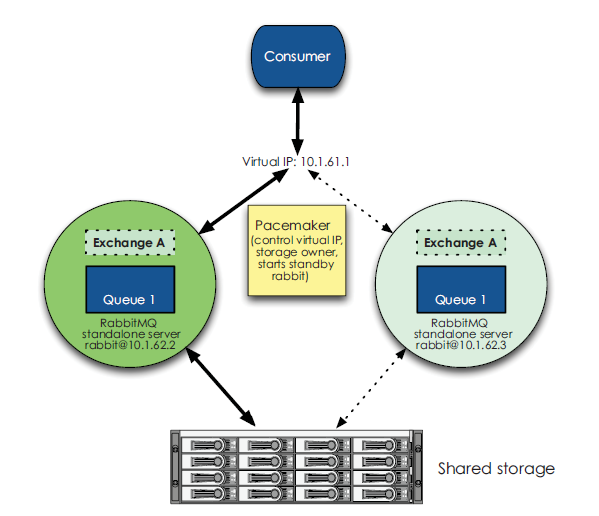 Consumer
Virtual IP: 10.1.61.1
Pacemaker
(control virtual IP,
storage owner,
starts standby
rabbit)
Exchange A
Queue 1
RabbitMQ
standalone server
rabbit@10.1.62.2
Exchange A
Queue 1
RabbitMQ
standalone server
rabbit@10.1.62.3
Shared storage